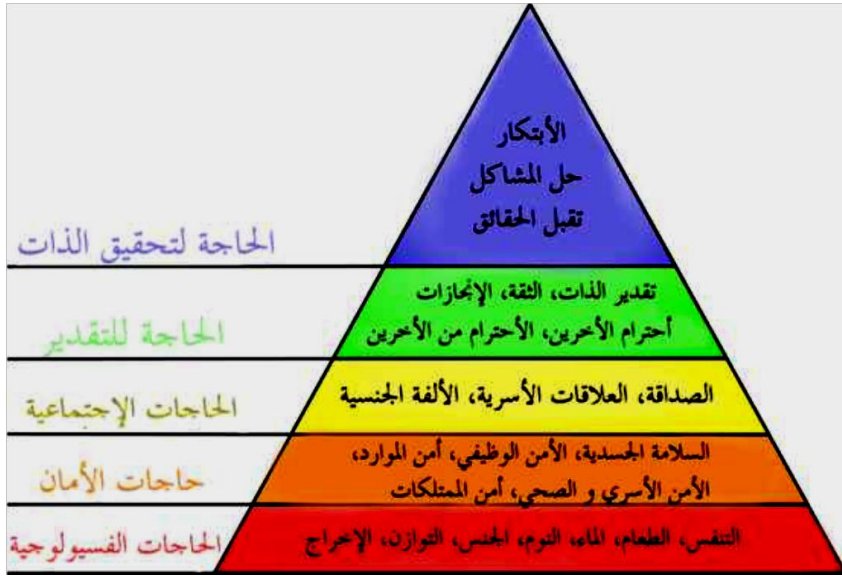 الأبتكار
حل المشاكل
تقبل الحقائق
الحاجة لتحقيق الذات
تقدير الذات، الثقة، الإنجازات
أحترام الأخرين، الأحترام من الأخرين
الحاجة للتقدير
الصداقة، العلاقات الأسرية، الألفة الجنسية
الحاجات الإجتماعية
السلامة الجسدية، الأمن الوظيفي، أمن الموارد،
الأمن الأسري و الصحي، أمن الممتلكات
حاجات الأمان
التنفس، الطعام، الماء، النوم، الجنس، التوازن، الإخراج
الحاجات الفسيولوجية